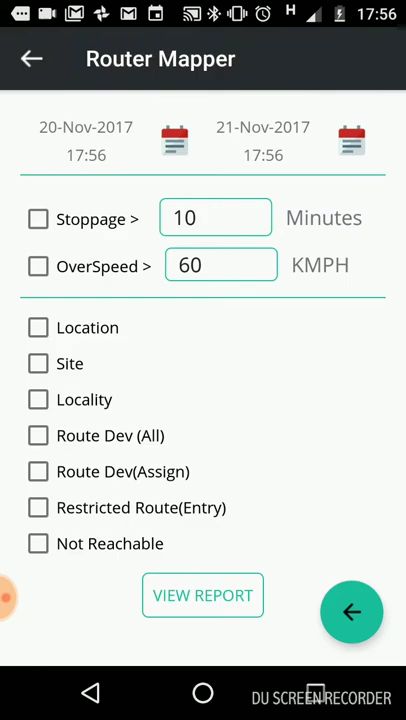 H 17:56
Router Mapper
20-Nov-2017 21-Nov-2017
17:56 17:56
Stoppage > 10 Minutes
OverSpeed > 60 KMPH
Location
Site
Locality
Route Dev (All)
Route Dev(Assign)
Restricted Route(Entry)
Not Reachable
VIEW REPORT
DU SCREEN RECORDER